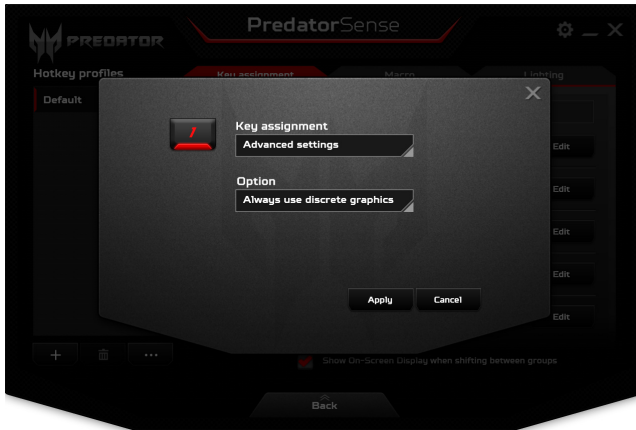 PREDATOR
PredatorSense
Hotkey profiles
Key assignment
Macro
Lighting
Default
1
Key assignment
Advanced settings
Option
Always use discrete graphics
Edit
Edit
Edit
Edit
Edit
Apply
Cancel
Show On-Screen Display when shifting between groups
Back